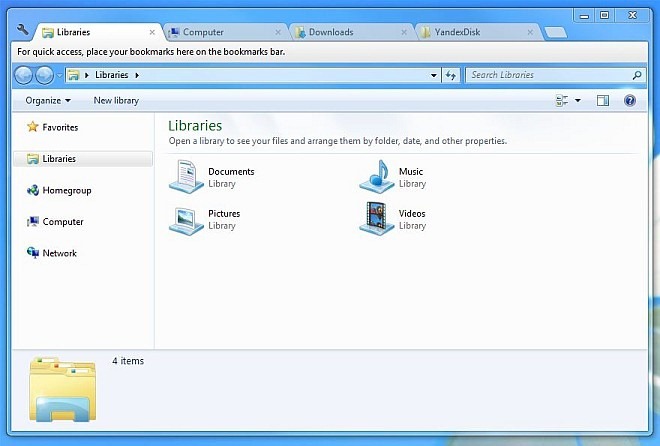 Libraries
Computer
Downloads
YandexDisk
For quick access, place your bookmarks here on the bookmarks bar.
Libraries
Search Libraries
Organize
New library
Favorites
Libraries
Homegroup
Computer
Network
Libraries
Open a library to see your files and arrange them by folder, date, and other properties.
Documents
Library
Music
Library
Pictures
Library
Videos
Library
4 items